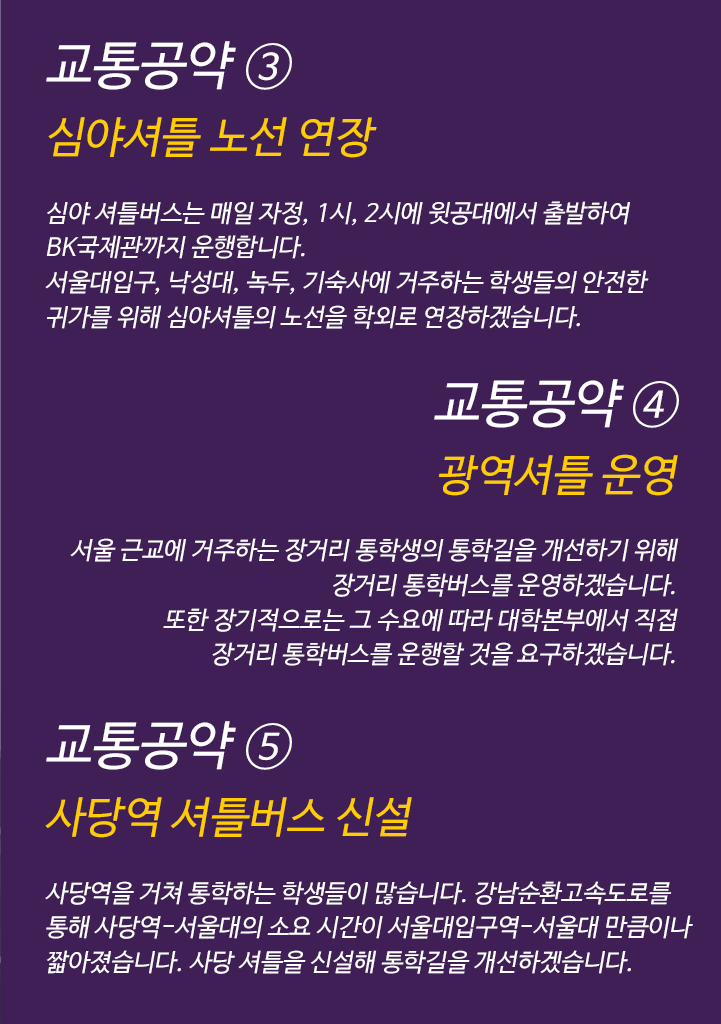 교통공약 ③
심야셔틀 노선 연장
심야 셔틀버스는 매일 자정, 1시, 2시에 윗공대에서 출발하여
BK국제관까지 운행합니다.
서울대입구, 낙성대, 녹두, 기숙사에 거주하는 학생들의 안전한
귀가를 위해 심야셔틀의 노선을 학외로 연장하겠습니다.
교통공약 ④
광역셔틀 운영
서울 근교에 거주하는 장거리 통학생의 통학길을 개선하기 위해
장거리 통학버스를 운영하겠습니다.
또한 장기적으로는 그 수요에 따라 대학본부에서 직접
장거리 통학버스를 운행할 것을 요구하겠습니다.
교통공약 ⑤
사당역 셔틀버스 신설
사당역을 거쳐 통학하는 학생들이 많습니다. 강남순환고속도로를
통해 사당역-서울대의 소요 시간이 서울대입구역-서울대 만큼이나
짧아졌습니다. 사당 셔틀을 신설해 통학길을 개선하겠습니다.